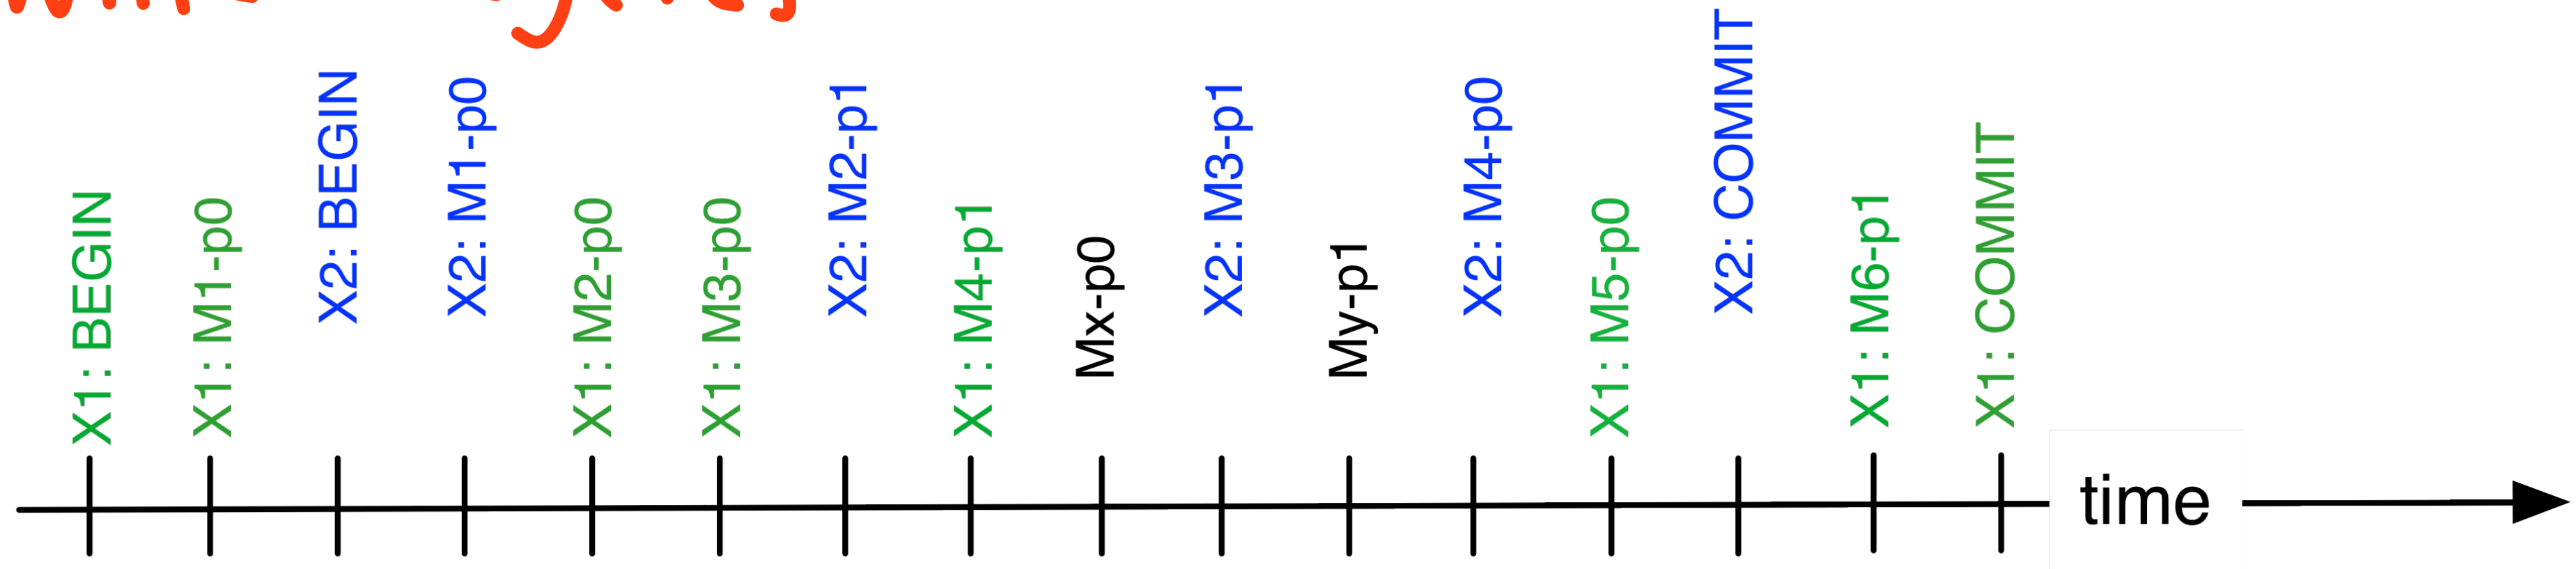 X1: BEGIN
X1: M1-p0
X2: BEGIN
X2: M1-p0
X1: M2-p0
X1: M3-p0
X2: M2-p1
X1: M4-p1
Mx-p0
X2: M3-p1
My-p1
X2: M4-p0
X1: M5-p0
X2: COMMIT
X1: M6-p1
X1: COMMIT
time